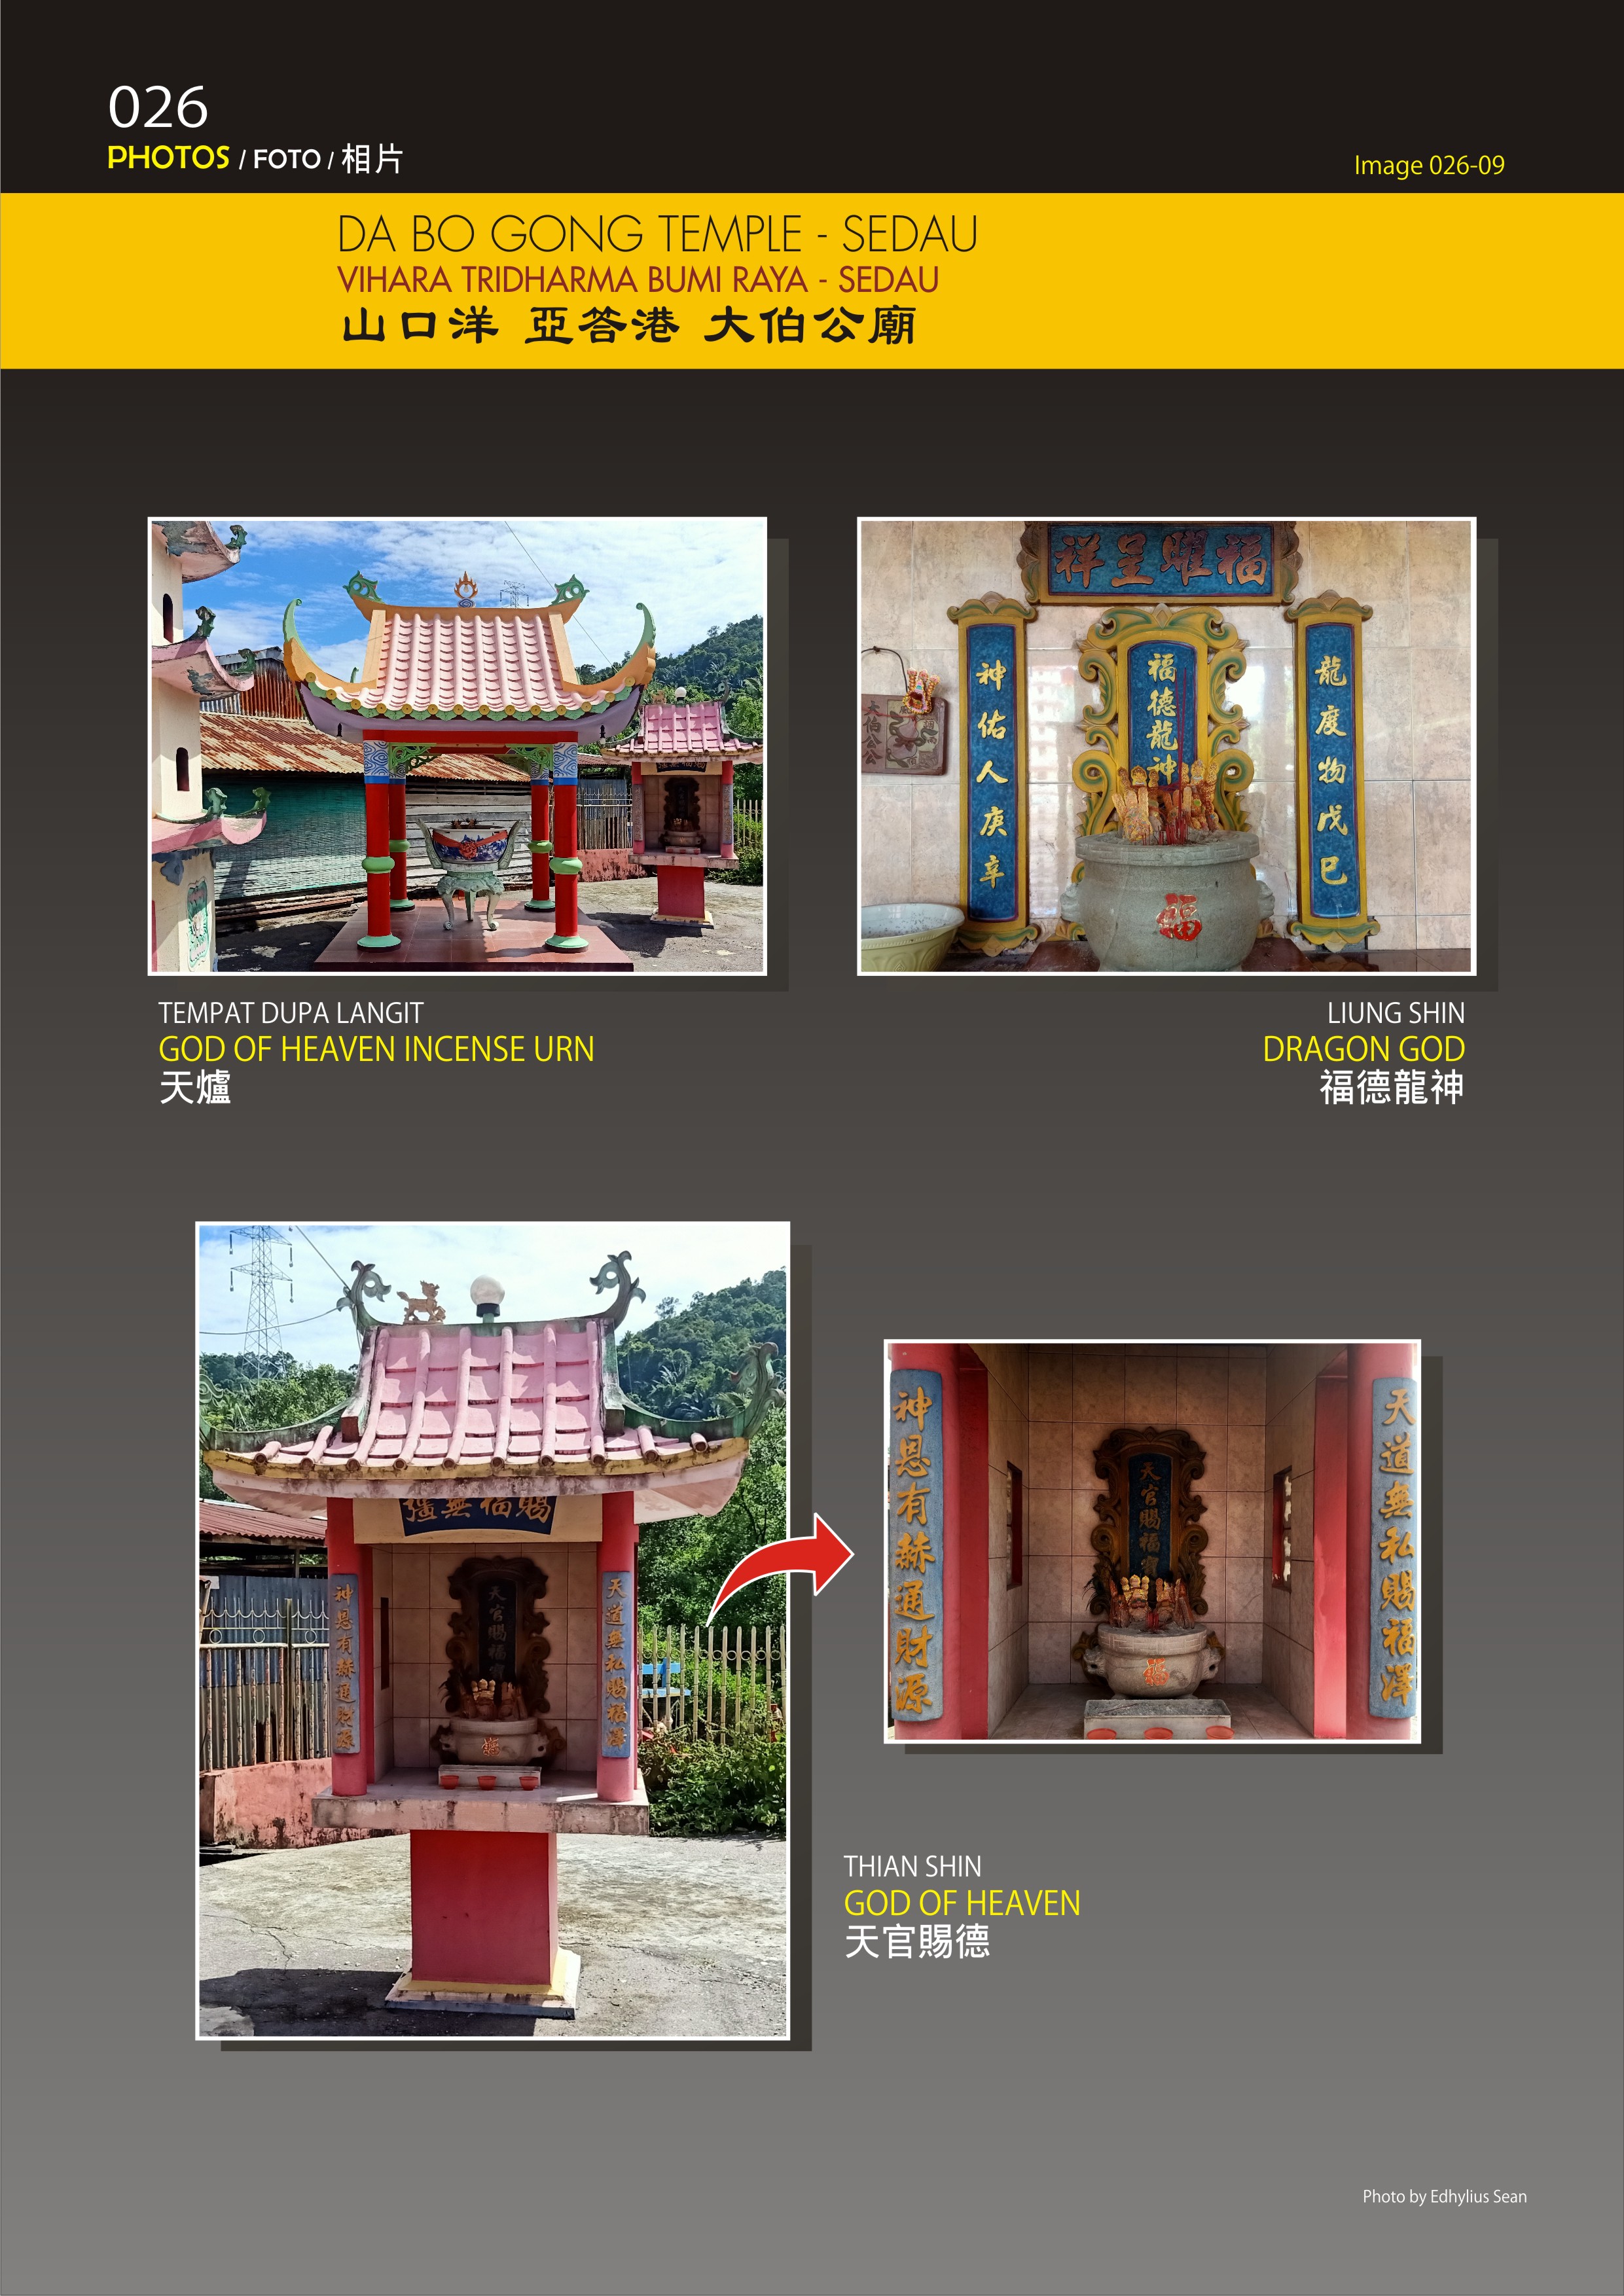 026
PHOTOS / FOTO / 相片
Image 026-09
DA BO GONG TEMPLE - SEDAU
VIHARA TRIDHARMA BUMI RAYA - SEDAU
山口洋 亞答港 大伯公廟
祥呈曜福
龍度物戊巳
福德龍神
神佑人庚辛
大伯公
福
TEMPAT DUPA LANGIT
GOD OF HEAVEN INCENSE URN
天爐
LIUNG SHIN
DRAGON GOD
福德龍神
疆無福賜
天道無私賜福澤
天官賜福
神恩有赫通財源
天道無私賜福澤
天官賜福
神恩有赫通財源
福
THIAN SHIN
GOD OF HEAVEN
天官賜德
Photo by Edhylius Sean